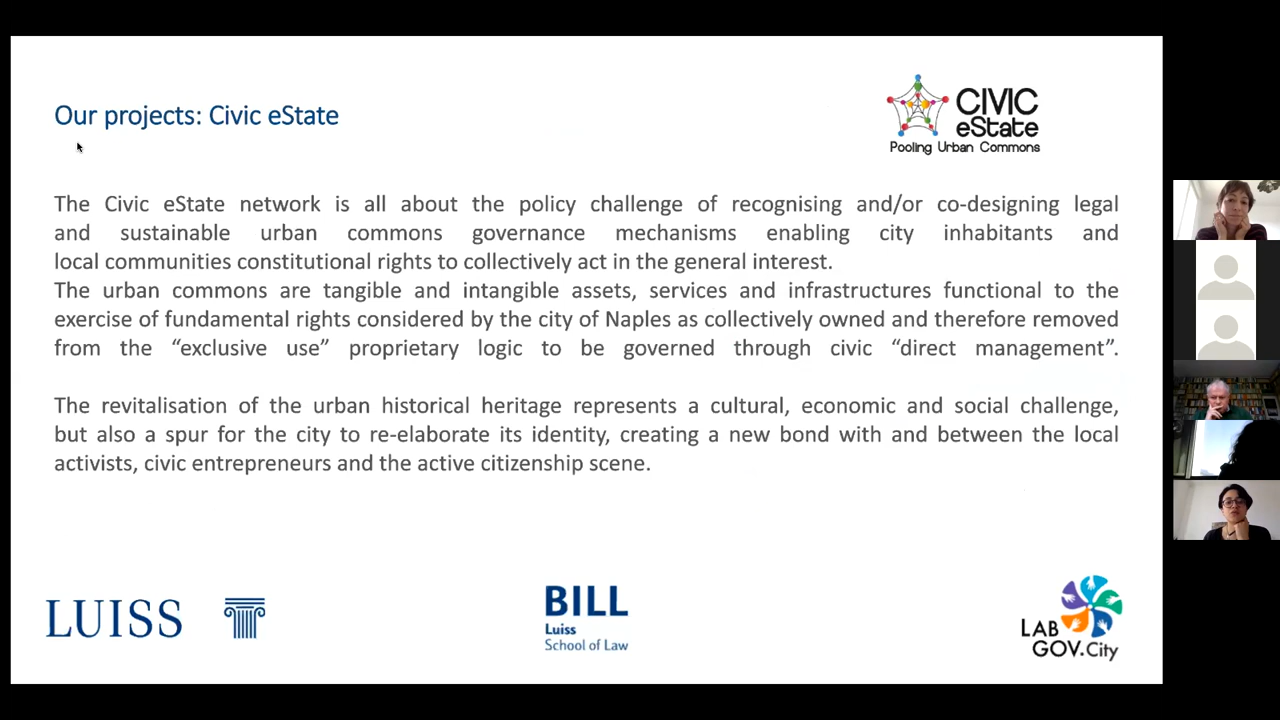 Our projects: Civic eState
CIVIC
eState
Pooling Urban Commons
The Civic eState network is all about the policy challenge of recognising and/or co-designing legal
and sustainable urban commons governance mechanisms enabling city inhabitants and
local communities constitutional rights to collectively act in the general interest.
The urban commons are tangible and intangible assets, services and infrastructures functional to the
exercise of fundamental rights considered by the city of Naples as collectively owned and therefore removed
from the “exclusive use” proprietary logic to be governed through civic “direct management”.
The revitalisation of the urban historical heritage represents a cultural, economic and social challenge,
but also a spur for the city to re-elaborate its identity, creating a new bond with and between the local
activists, civic entrepreneurs and the active citizenship scene.
LUISS
BILL
Luiss
School of Law
LAB
GOV.City